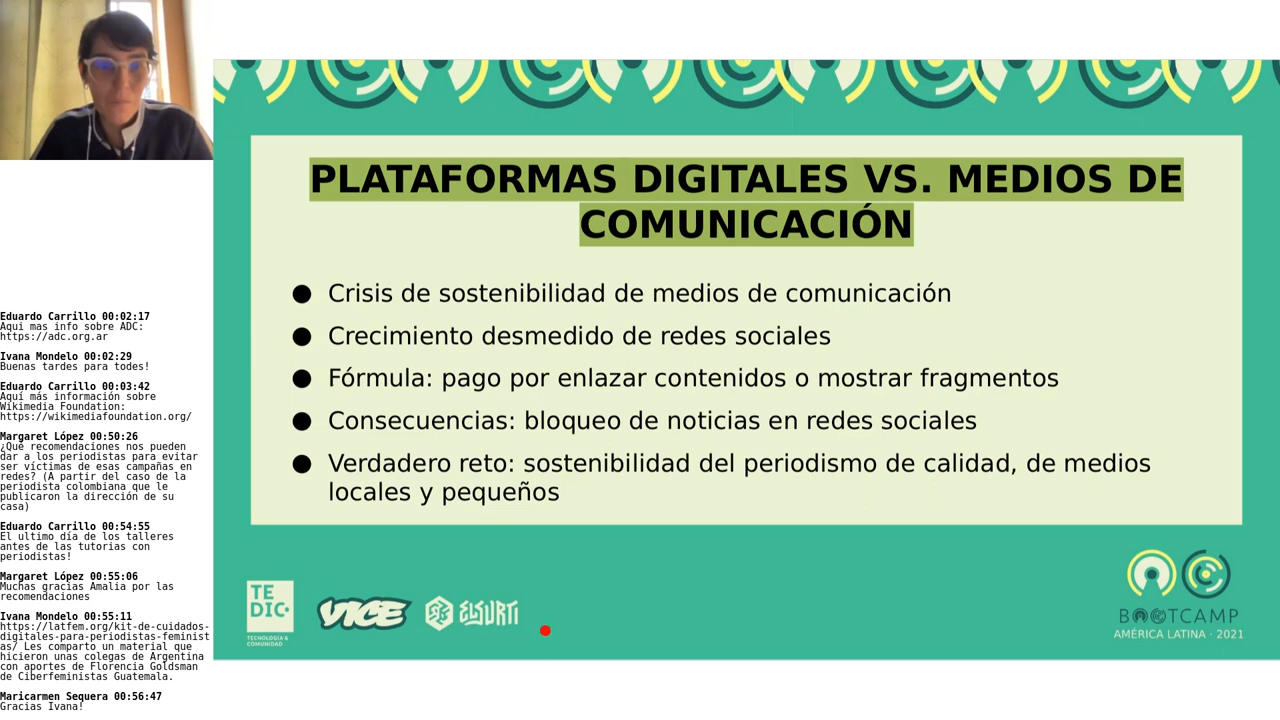 PLATAFORMAS DIGITALES VS. MEDIOS DE
COMUNICACIÓN
● Crisis de sostenibilidad de medios de comunicación
● Crecimiento desmedido de redes sociales
● Fórmula: pago por enlazar contenidos o mostrar fragmentos
● Consecuencias: bloqueo de noticias en redes sociales
● Verdadero reto: sostenibilidad del periodismo de calidad, de medios
locales y pequeños
TE
DIC
TECNOLOGÍA &
COMUNIDAD
VICE
ELSURTI
BOOTCAMP
AMÉRICA LATINA · 2021
Eduardo Carrillo 00:02:17
Aquí mas info sobre ADC:
https://adc.org.ar
Ivana Mondelo 00:02:29
Buenas tardes para todes!
Eduardo Carrillo 00:03:42
Aquí más información sobre
Wikimedia Foundation:
https://wikimediafoundation.org/
Margaret López 00:50:26
¿Qué recomendaciones nos pueden
dar a los periodistas para evitar
ser víctimas de esas campañas en
redes? (A partir del caso de la
periodista colombiana que le
publicaron la dirección de su
casa)
Eduardo Carrillo 00:54:55
El ultimo día de los talleres
antes de las tutorias con
periodistas!
Margaret López 00:55:06
Muchas gracias Amalia por las
recomendaciones
Ivana Mondelo 00:55:11
https://latfem.org/kit-de-cuidados-
digitales-para-periodistas-feminist
as/ Les comparto un material que
hicieron unas colegas de Argentina
con aportes de Florencia Goldsman
de Ciberfeministas Guatemala.
Maricarmen Sequera 00:56:47
Gracias Ivana!